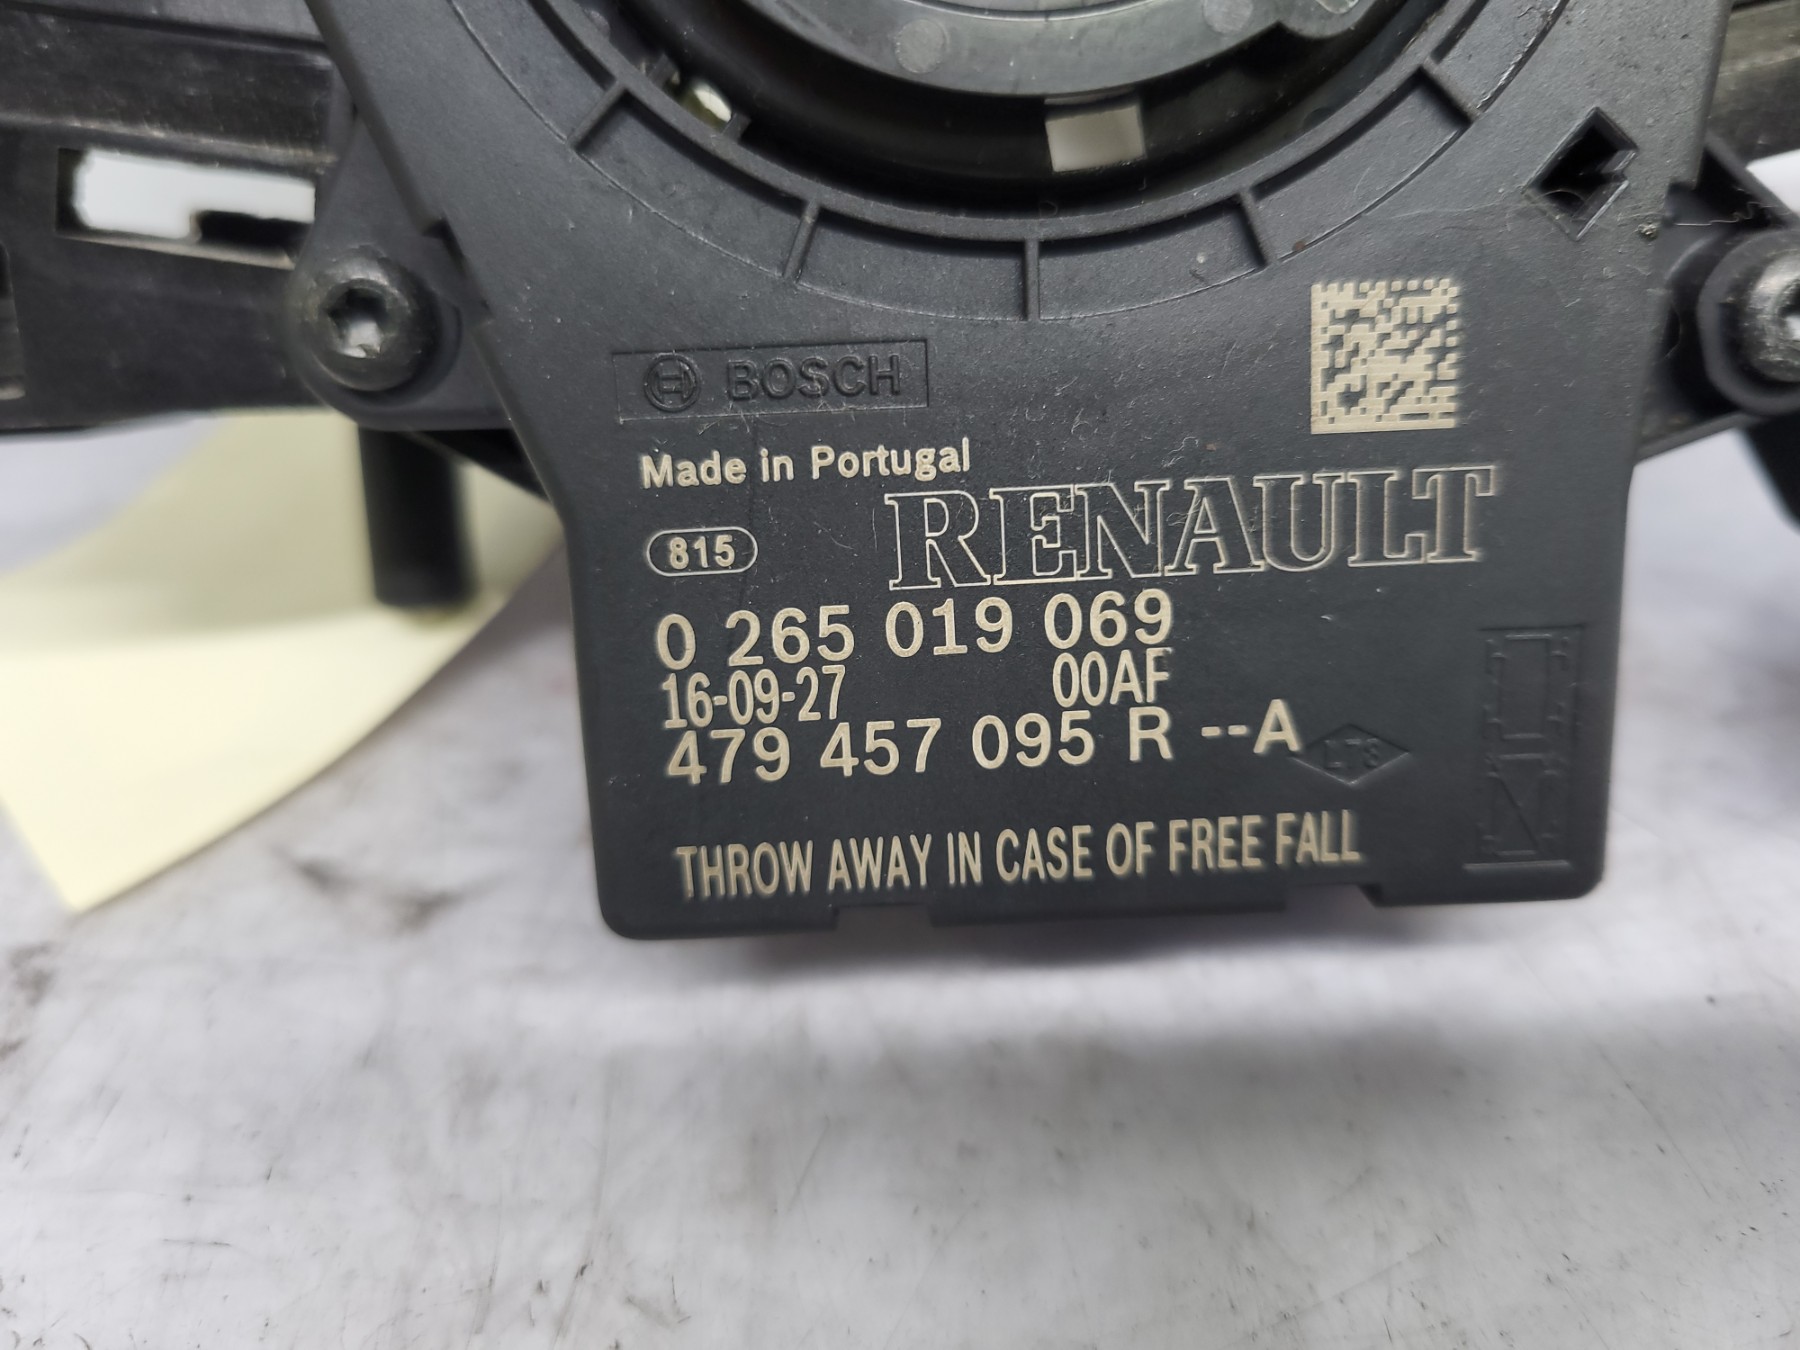 BOSCH
Made in Portugal
RENAULT
815
0 265 019 069
16-09-27 00AF
479 457 095 R --A
THROW AWAY IN CASE OF FREE FALL